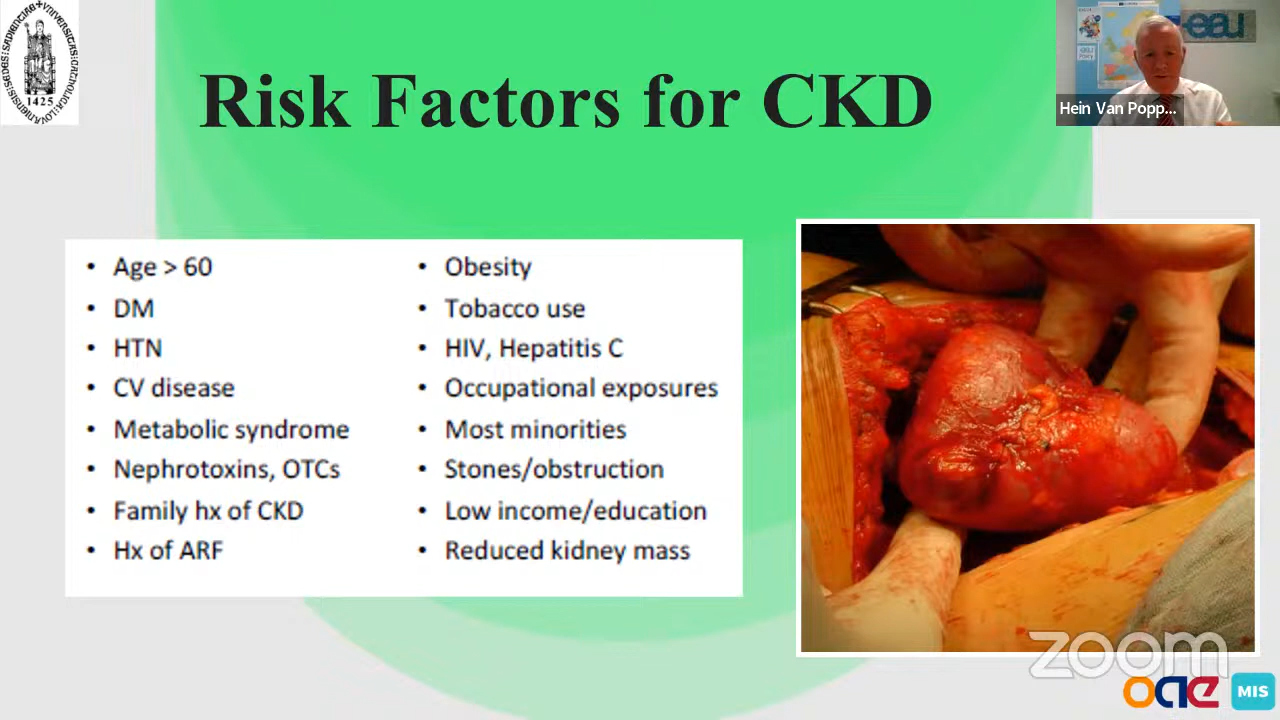 Risk Factors for CKD
Hein Van Popp...
1425
eau
• Age > 60
• DM
• HTN
• CV disease
• Metabolic syndrome
• Nephrotoxins, OTCs
• Family hx of CKD
• Hx of ARF
• Obesity
• Tobacco use
• HIV, Hepatitis C
• Occupational exposures
• Most minorities
• Stones/obstruction
• Low income/education
• Reduced kidney mass
zoom
oae MIS